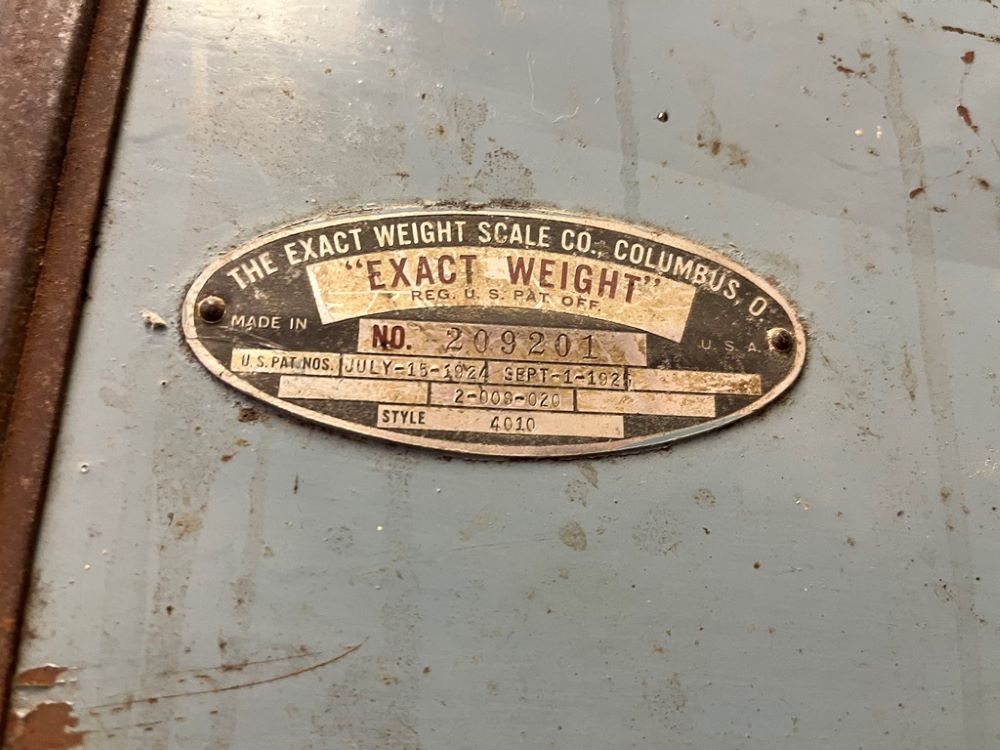 THE EXACT WEIGHT SCALE CO., COLUMBUS, O
"EXACT WEIGHT"
REG. U. S. PAT. OFF.
MADE IN
NO. 209201
U. S. A.
U.S. PAT. NOS. JULY-15-1924 SEPT-1-192
2-009-020
STYLE 4010